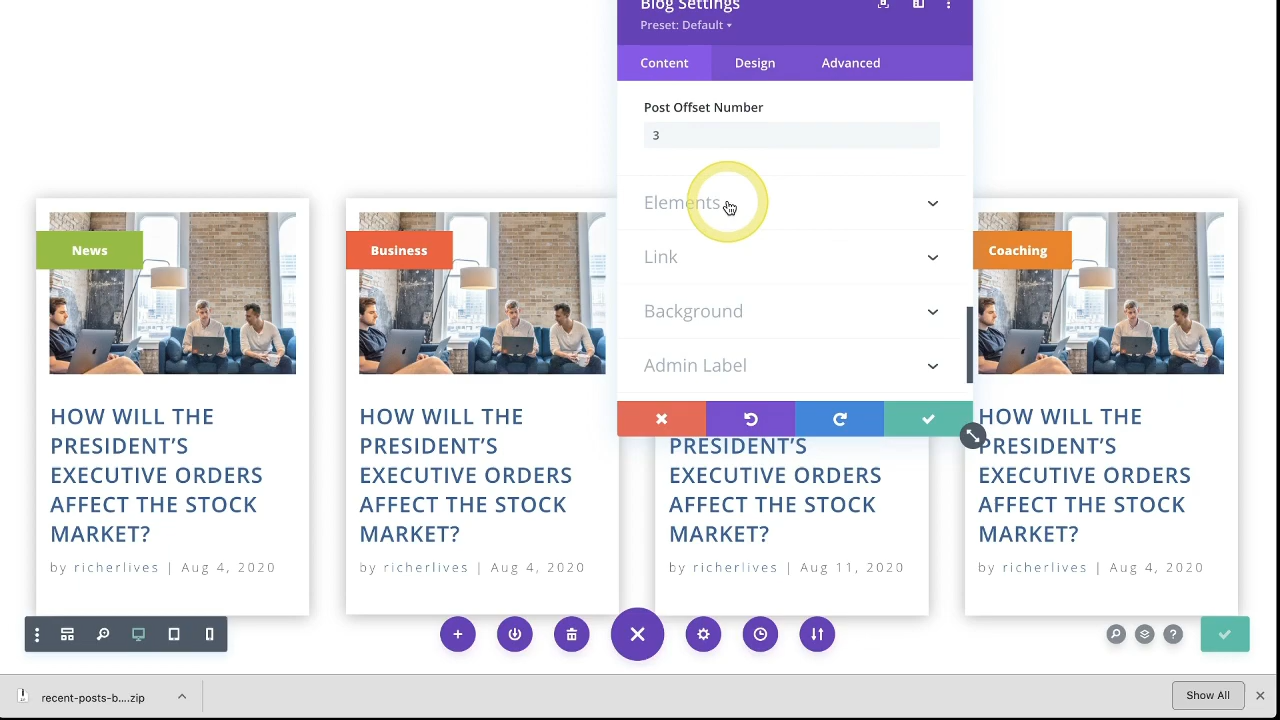 Blog Settings
Preset: Default
Content Design Advanced
Post Offset Number
3
Elements
Link
Background
Admin Label
News
HOW WILL THE
PRESIDENT’S
EXECUTIVE ORDERS
AFFECT THE STOCK
MARKET?
by richerlives | Aug 4, 2020
Business
HOW WILL THE
PRESIDENT’S
EXECUTIVE ORDERS
AFFECT THE STOCK
MARKET?
by richerlives | Aug 4, 2020
PRESIDENT’S
EXECUTIVE ORDERS
AFFECT THE STOCK
MARKET?
by richerlives | Aug 11, 2020
Coaching
HOW WILL THE
PRESIDENT’S
EXECUTIVE ORDERS
AFFECT THE STOCK
MARKET?
by richerlives | Aug 4, 2020
?
recent-posts-b....zip
Show All